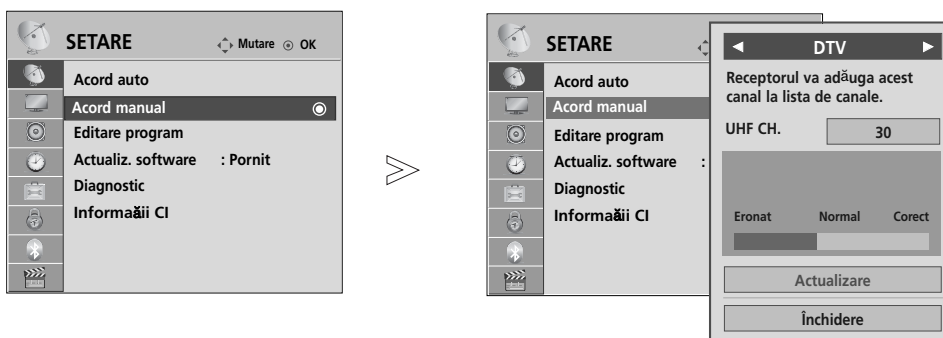 SETARE
Mutare OK
Acord auto
Acord manual
Editare program
Actualiz. software : Pornit
Diagnostic
Informaăii CI
SETARE
Acord auto
Acord manual
Editare program
Actualiz. software :
Diagnostic
Informaăii CI
DTV
Receptorul va adăuga acest
canal la lista de canale.
UHF CH. 30
Eronat Normal Corect
Actualizare
Închidere